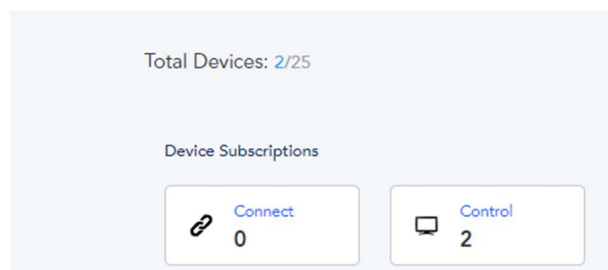 Total Devices: 2/25
Device Subscriptions
Connect
0
Control
2